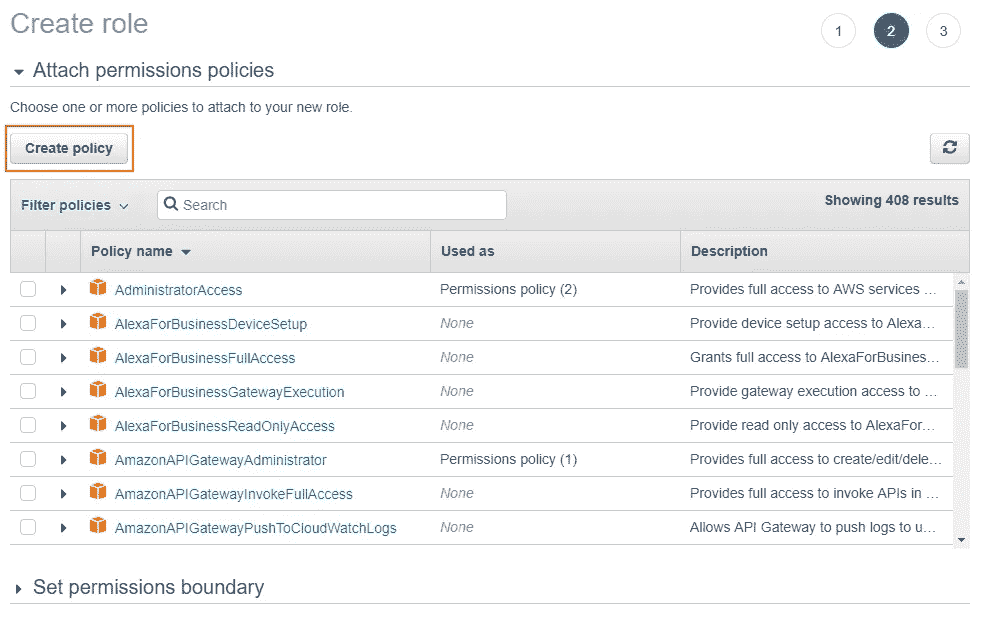 Create role
1 2 3
Attach permissions policies
Choose one or more policies to attach to your new role.
Create policy
Filter policies Search Showing 408 results
Policy name Used as Description
AdministratorAccess Permissions policy (2) Provides full access to AWS services ...
AlexaForBusinessDeviceSetup None Provide device setup access to Alexa...
AlexaForBusinessFullAccess None Grants full access to AlexaForBusines...
AlexaForBusinessGatewayExecution None Provide gateway execution access to ...
AlexaForBusinessReadOnlyAccess None Provide read only access to AlexaFor...
AmazonAPIGatewayAdministrator Permissions policy (1) Provides full access to create/edit/dele...
AmazonAPIGatewayInvokeFullAccess None Provides full access to invoke APIs in ...
AmazonAPIGatewayPushToCloudWatchLogs None Allows API Gateway to push logs to u...
Set permissions boundary